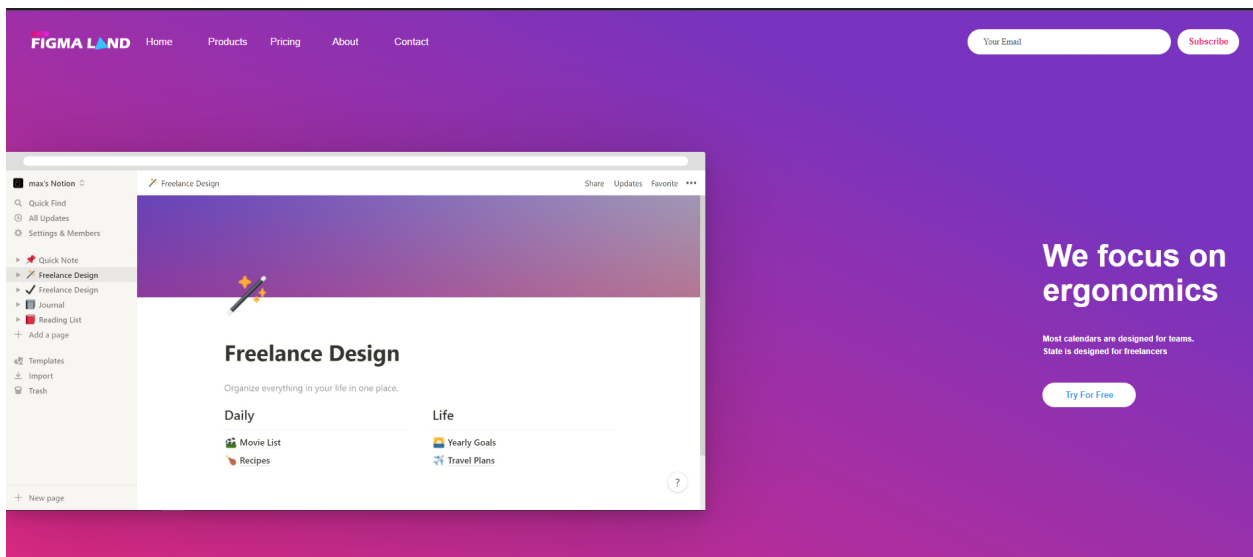 FIGMA LAND
Home
Products
Pricing
About
Contact
Your Email
Subscribe
max's Notion
Quick Find
All Updates
Settings & Members
Quick Note
Freelance Design
Freelance Design
Journal
Reading List
Add a page
Templates
Import
Trash
New page
Freelance Design
Share
Updates
Favorite
•••
Freelance Design
Organize everything in your life in one place.
Daily
Movie List
Recipes
Life
Yearly Goals
Travel Plans
?
We focus on
ergonomics
Most calendars are designed for teams.
State is designed for freelancers
Try For Free